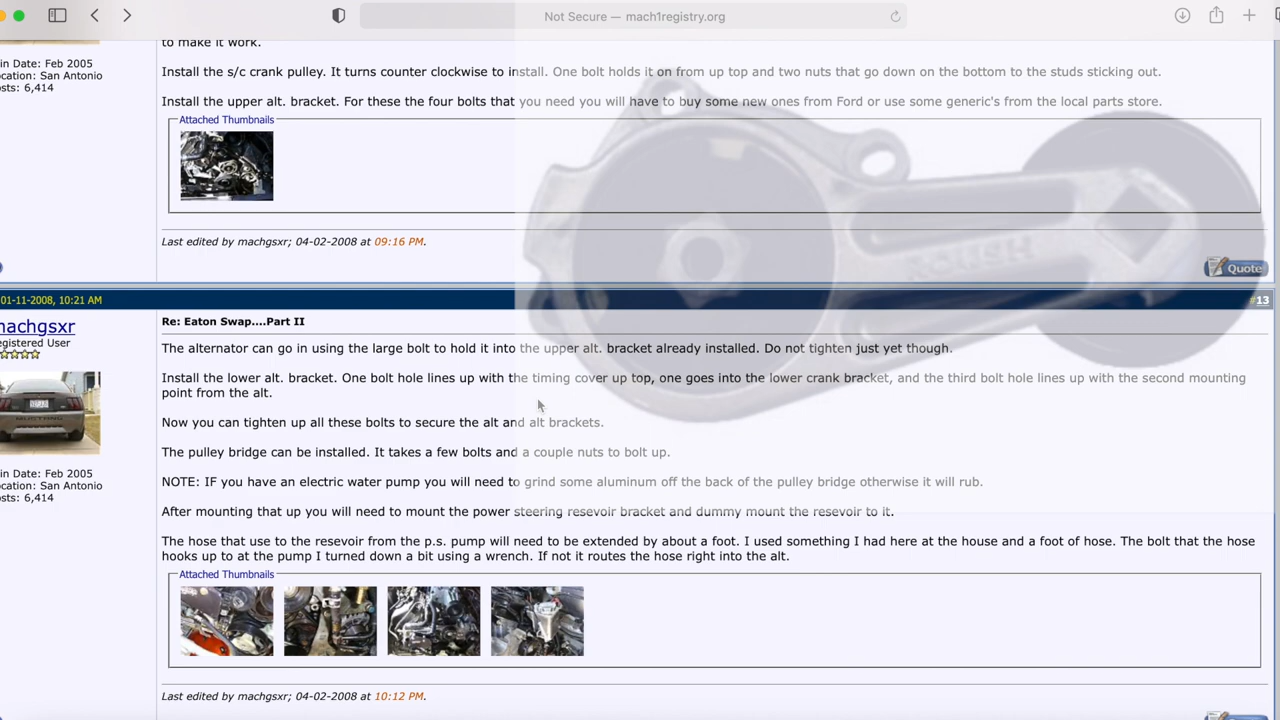 Not Secure — mach1registry.org
to make it work.
in Date: Feb 2005
ocation: San Antonio
osts: 6,414
Install the s/c crank pulley. It turns counter clockwise to install. One bolt holds it on from up top and two nuts that go down on the bottom to the studs sticking out.
Install the upper alt. bracket. For these the four bolts that you need you will have to buy some new ones from Ford or use some generic's from the local parts store.
Attached Thumbnails
Last edited by machgsxr; 04-02-2008 at 09:16 PM.
Quote
01-11-2008, 10:21 AM
#13
machgsxr
egistered User
Re: Eaton Swap....Part II
The alternator can go in using the large bolt to hold it into the upper alt. bracket already installed. Do not tighten just yet though.
Install the lower alt. bracket. One bolt hole lines up with the timing cover up top, one goes into the lower crank bracket, and the third bolt hole lines up with the second mounting
point from the alt.
Now you can tighten up all these bolts to secure the alt and alt brackets.
The pulley bridge can be installed. It takes a few bolts and a couple nuts to bolt up.
in Date: Feb 2005
ocation: San Antonio
osts: 6,414
NOTE: IF you have an electric water pump you will need to grind some aluminum off the back of the pulley bridge otherwise it will rub.
After mounting that up you will need to mount the power steering resevoir bracket and dummy mount the resevoir to it.
The hose that use to the resevoir from the p.s. pump will need to be extended by about a foot. I used something I had here at the house and a foot of hose. The bolt that the hose
hooks up to at the pump I turned down a bit using a wrench. If not it routes the hose right into the alt.
Attached Thumbnails
Last edited by machgsxr; 04-02-2008 at 10:12 PM.